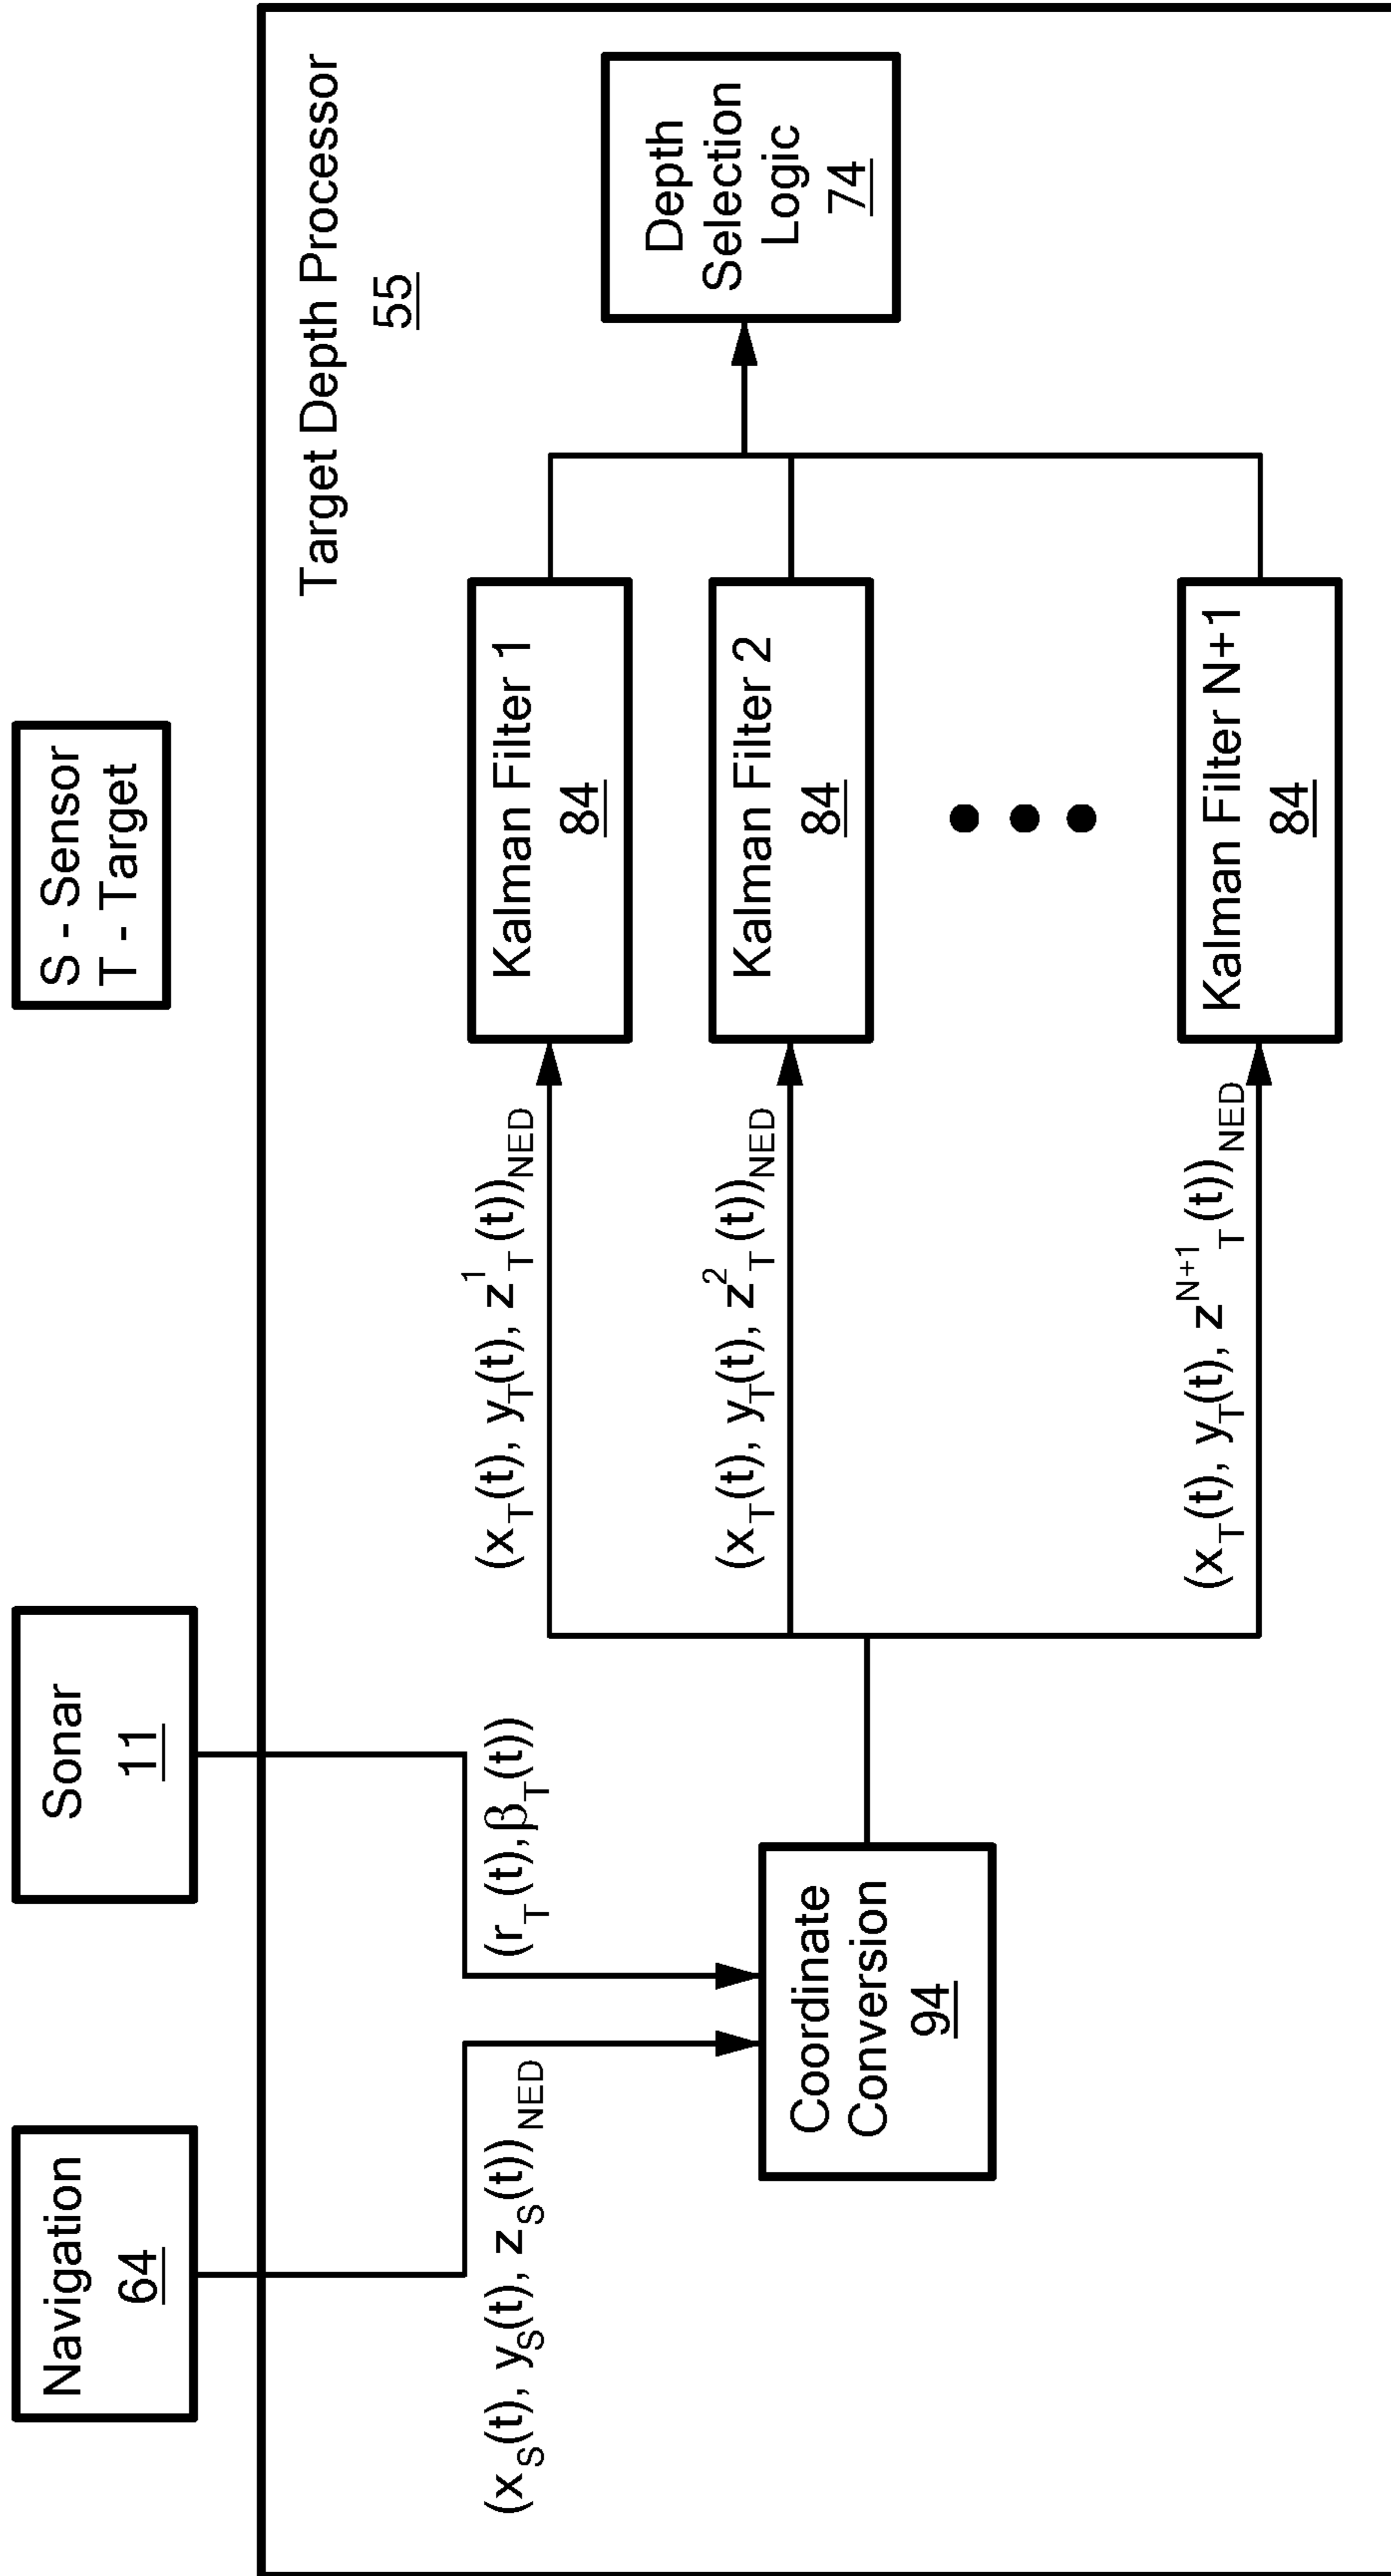 Navigation
64
Sonar
11
S - Sensor
T - Target
Target Depth Processor
55
(x_S(t), y_S(t), z_S(t))_NED
(r_T(t),β_T(t))
Coordinate
Conversion
94
(x_T(t), y_T(t), z^1_T(t))_NED
Kalman Filter 1
84
(x_T(t), y_T(t), z^2_T(t))_NED
Kalman Filter 2
84
(x_T(t), y_T(t), z^{N+1}_T(t))_NED
Kalman Filter N+1
84
Depth
Selection
Logic
74